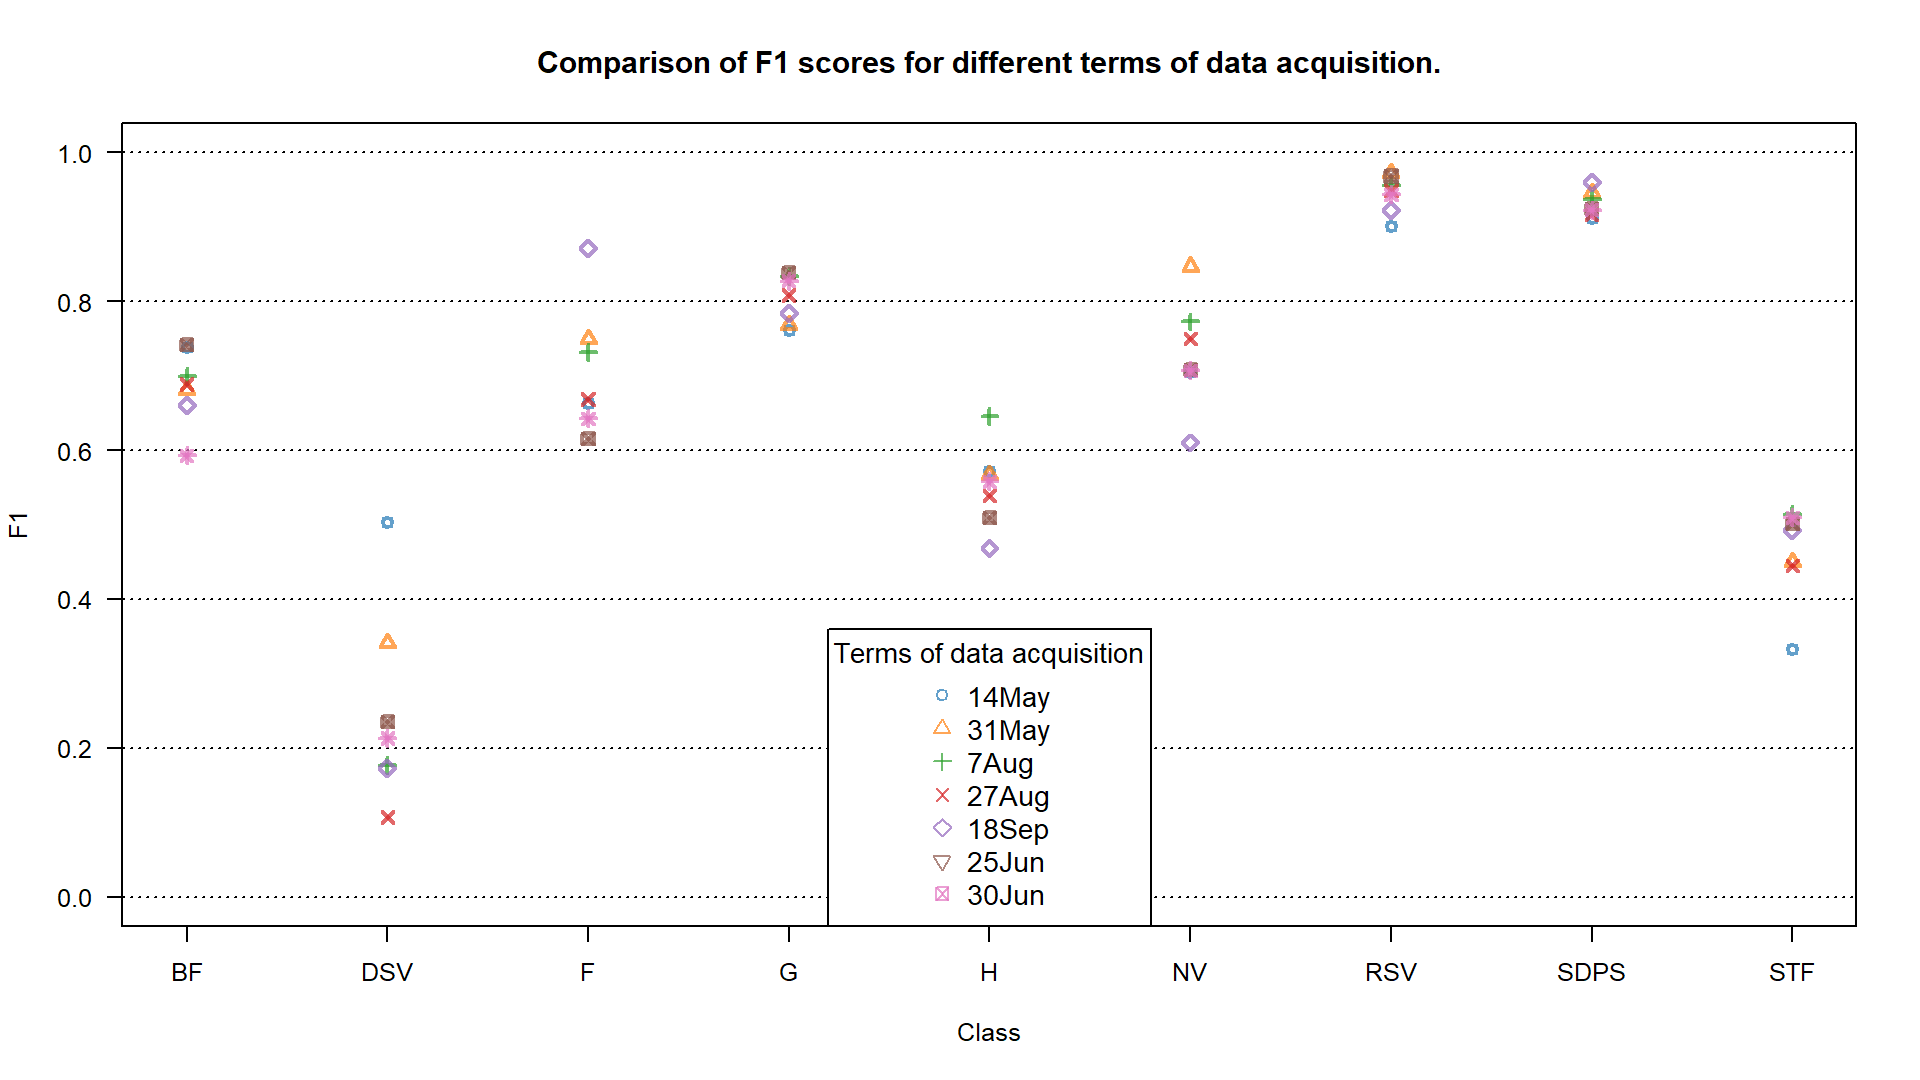 Comparison of F1 scores for different terms of data acquisition.
1.0
0.8
0.6
0.4
0.2
0.0
F1
Terms of data acquisition
14May
31May
7Aug
27Aug
18Sep
25Jun
30Jun
BF DSV F G H NV RSV SDPS STF
Class